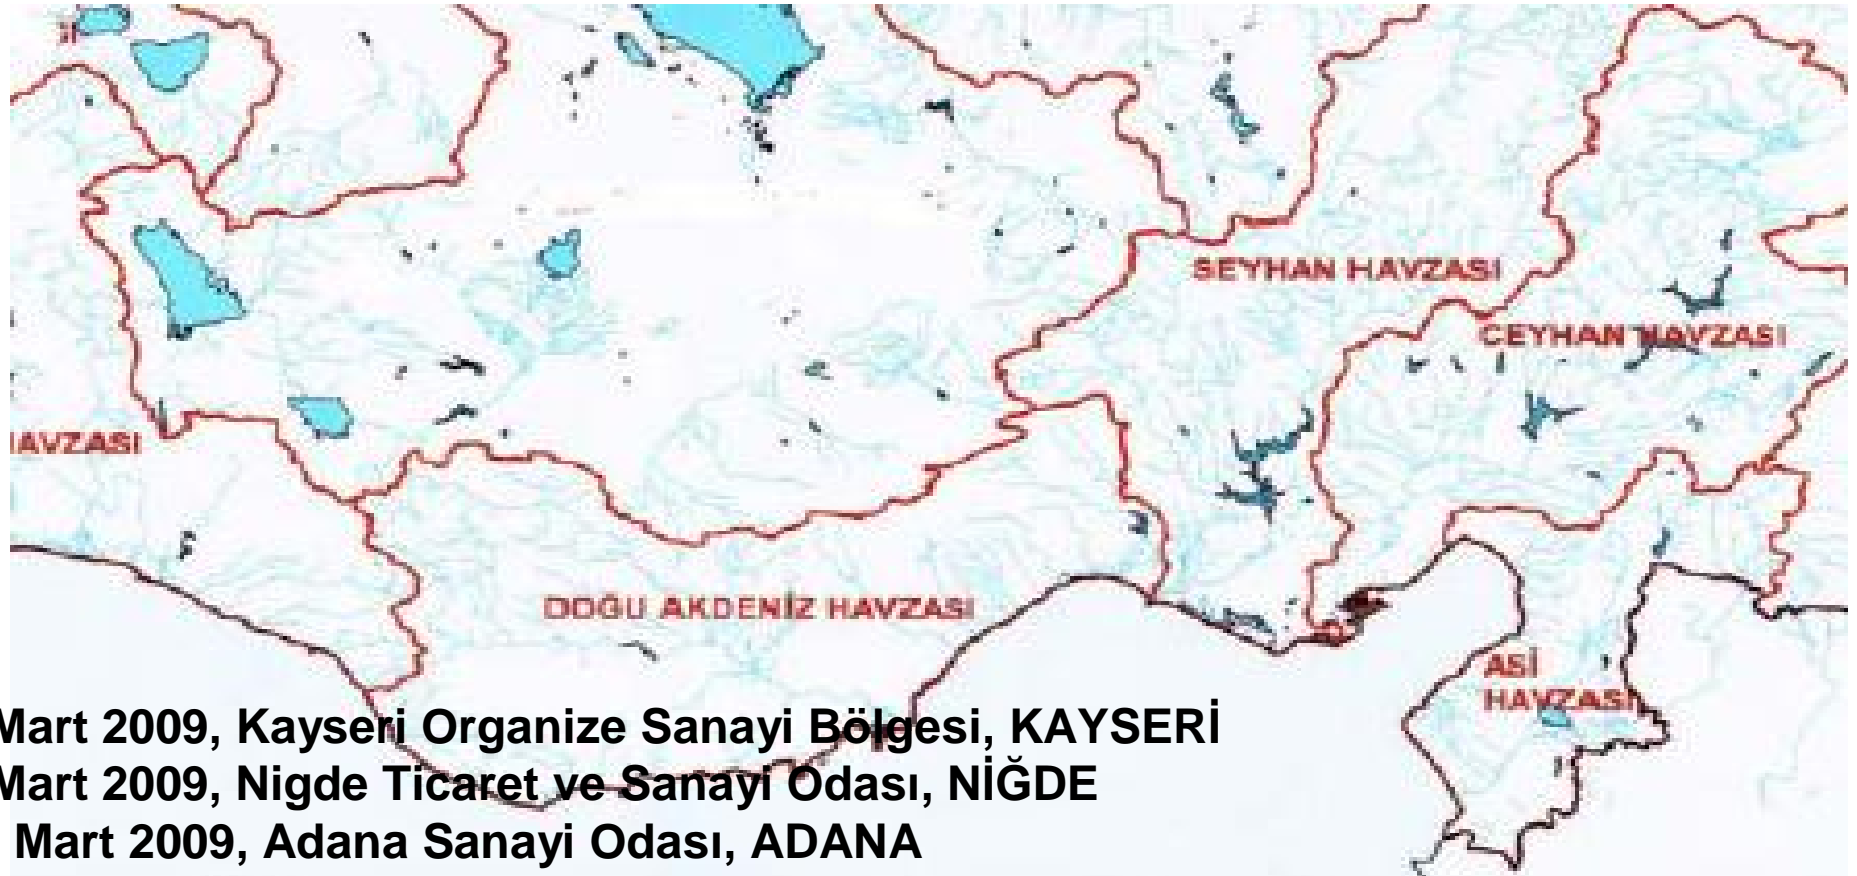 SEYHAN HAVZASI
CEYHAN HAVZASI
HAVZASI
DOĞU AKDENİZ HAVZASI
ASİ
HAVZASI
Mart 2009, Kayseri Organize Sanayi Bölgesi, KAYSERİ
Mart 2009, Nigde Ticaret ve Sanayi Odası, NİĞDE
Mart 2009, Adana Sanayi Odası, ADANA